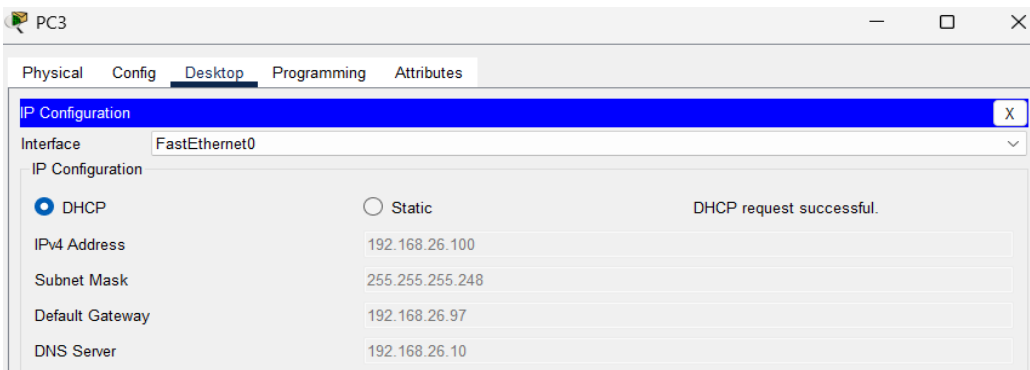 PC3
Physical Config Desktop Programming Attributes
IP Configuration X
Interface FastEthernet0
IP Configuration
DHCP Static DHCP request successful.
IPv4 Address 192.168.26.100
Subnet Mask 255.255.255.248
Default Gateway 192.168.26.97
DNS Server 192.168.26.10